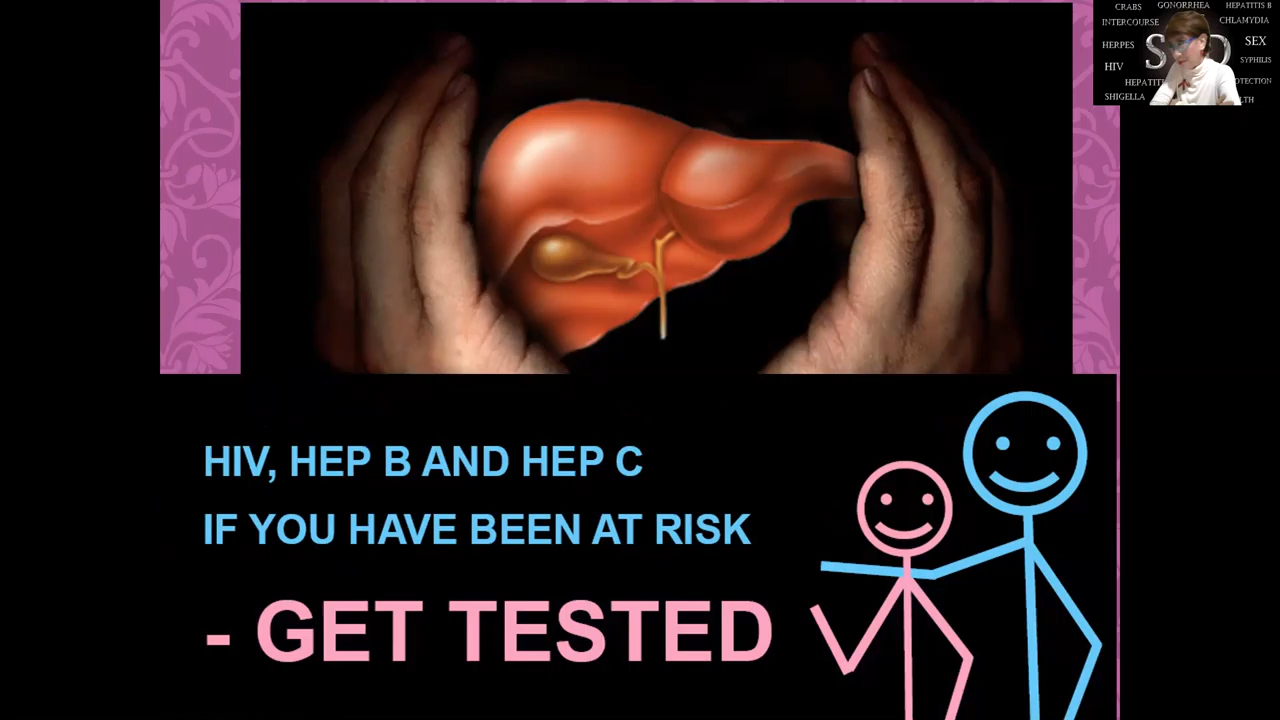 CRABS GONORRHEA HEPATITIS B
INTERCOURSE CHLAMYDIA
HERPES SEX
HIV SYPHILIS
SHIGELLA
HIV, HEP B AND HEP C
IF YOU HAVE BEEN AT RISK
- GET TESTED